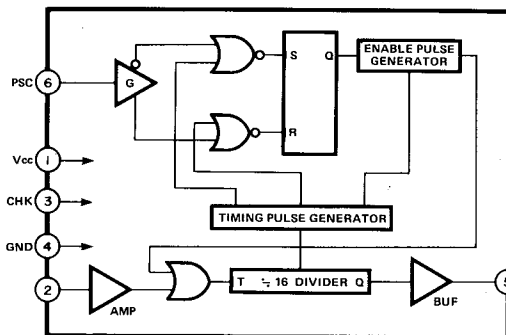 ENABLE PULSE
GENERATOR
S Q
PSC 6
G
R
Vcc 1
CHK 3
TIMING PULSE GENERATOR
GND 4
2
T ≒ 16 DIVIDER Q
5
AMP
BUF